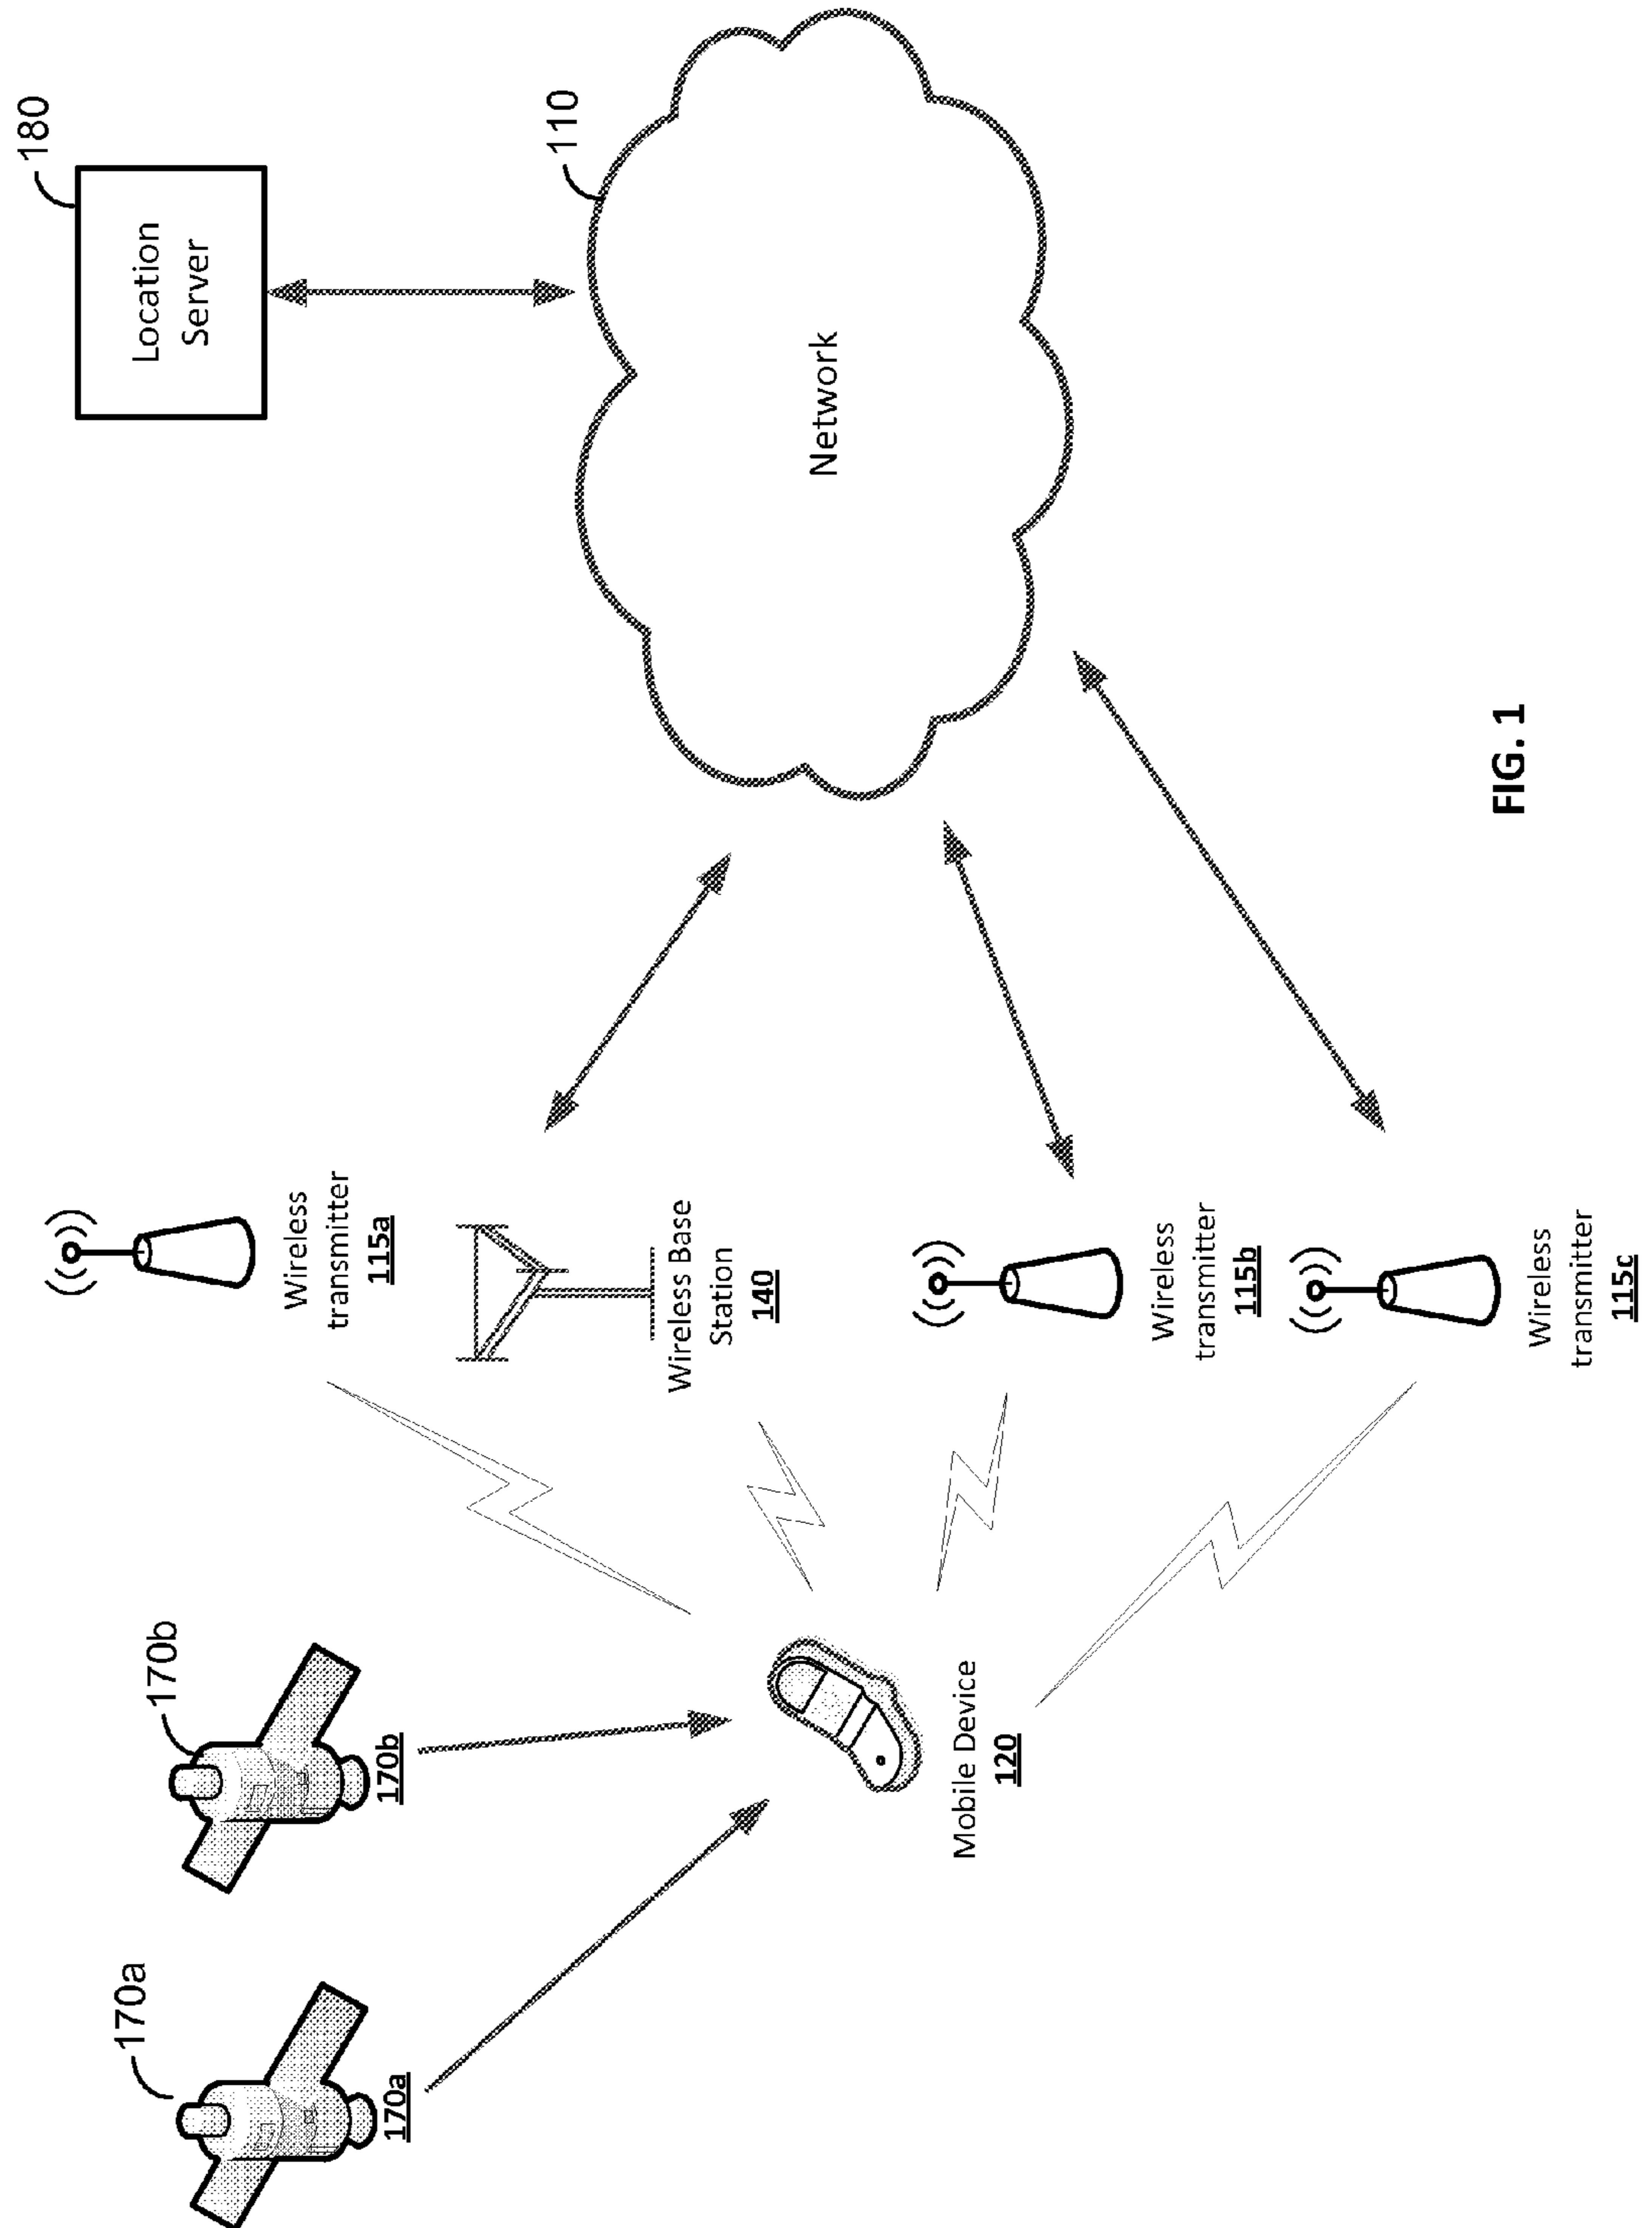 170a
170a
170b
170b
Mobile Device
120
Wireless
transmitter
115a
Wireless Base
Station
140
Wireless
transmitter
115b
Wireless
transmitter
115c
Location
Server
180
110
Network
FIG. 1